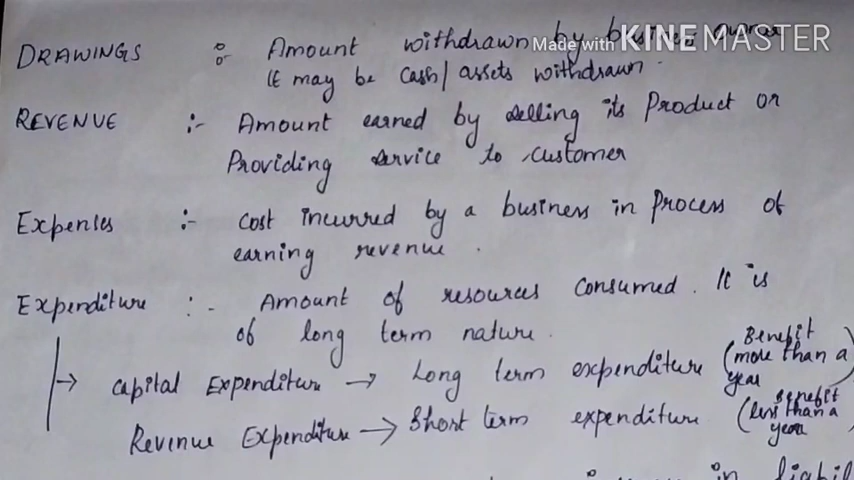 DRAWINGS :- Amount withdrawn by business owner
It may be cash/assets withdrawn.
Made with KINEMASTER
REVENUE :- Amount earned by selling its Product or
Providing service to customer
Expenses :- cost incurred by a business in Process of
earning revenue.
Expenditure :- Amount of resources consumed. It is
of long term nature.
→ capital Expenditure → Long term expenditure (Benefit more than a year)
Revenue Expenditure → Short term expenditure (Benefit less than a year)
in